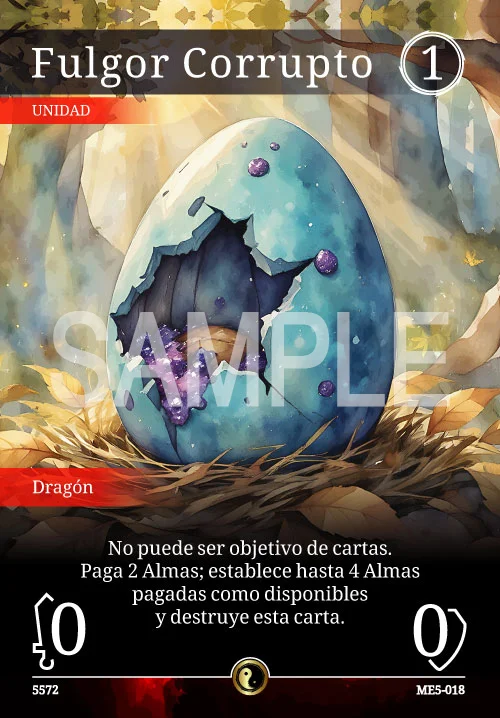 Fulgor Corrupto 1
UNIDAD
SAMPLE
Dragón
No puede ser objetivo de cartas.
Paga 2 Almas; establece hasta 4 Almas
pagadas como disponibles
y destruye esta carta.
0 0
5572 ME5-018